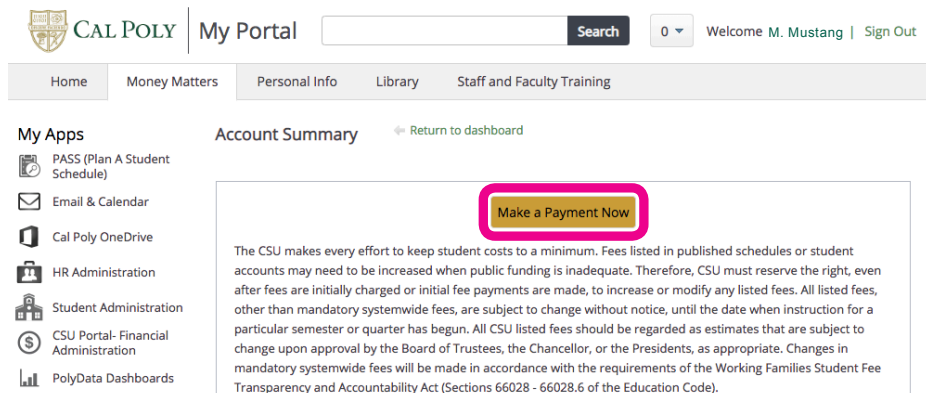 CAL POLY My Portal Search 0 Welcome M. Mustang | Sign Out
Home Money Matters Personal Info Library Staff and Faculty Training
My Apps
PASS (Plan A Student
Schedule)
Email & Calendar
Cal Poly OneDrive
HR Administration
Student Administration
CSU Portal- Financial
Administration
PolyData Dashboards
Account Summary Return to dashboard
Make a Payment Now
The CSU makes every effort to keep student costs to a minimum. Fees listed in published schedules or student
accounts may need to be increased when public funding is inadequate. Therefore, CSU must reserve the right, even
after fees are initially charged or initial fee payments are made, to increase or modify any listed fees. All listed fees,
other than mandatory systemwide fees, are subject to change without notice, until the date when instruction for a
particular semester or quarter has begun. All CSU listed fees should be regarded as estimates that are subject to
change upon approval by the Board of Trustees, the Chancellor, or the Presidents, as appropriate. Changes in
mandatory systemwide fees will be made in accordance with the requirements of the Working Families Student Fee
Transparency and Accountability Act (Sections 66028 - 66028.6 of the Education Code).